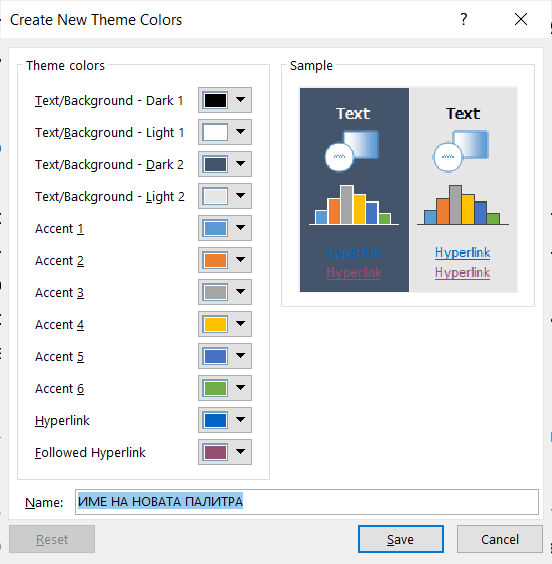 Create New Theme Colors ?
Theme colors
Text/Background - Dark 1
Text/Background - Light 1
Text/Background - Dark 2
Text/Background - Light 2
Accent 1
Accent 2
Accent 3
Accent 4
Accent 5
Accent 6
Hyperlink
Followed Hyperlink
Sample
Text Text
Hyperlink Hyperlink
Hyperlink Hyperlink
Name: ИМЕ НА НОВАТА ПАЛИТРА
Reset Save Cancel